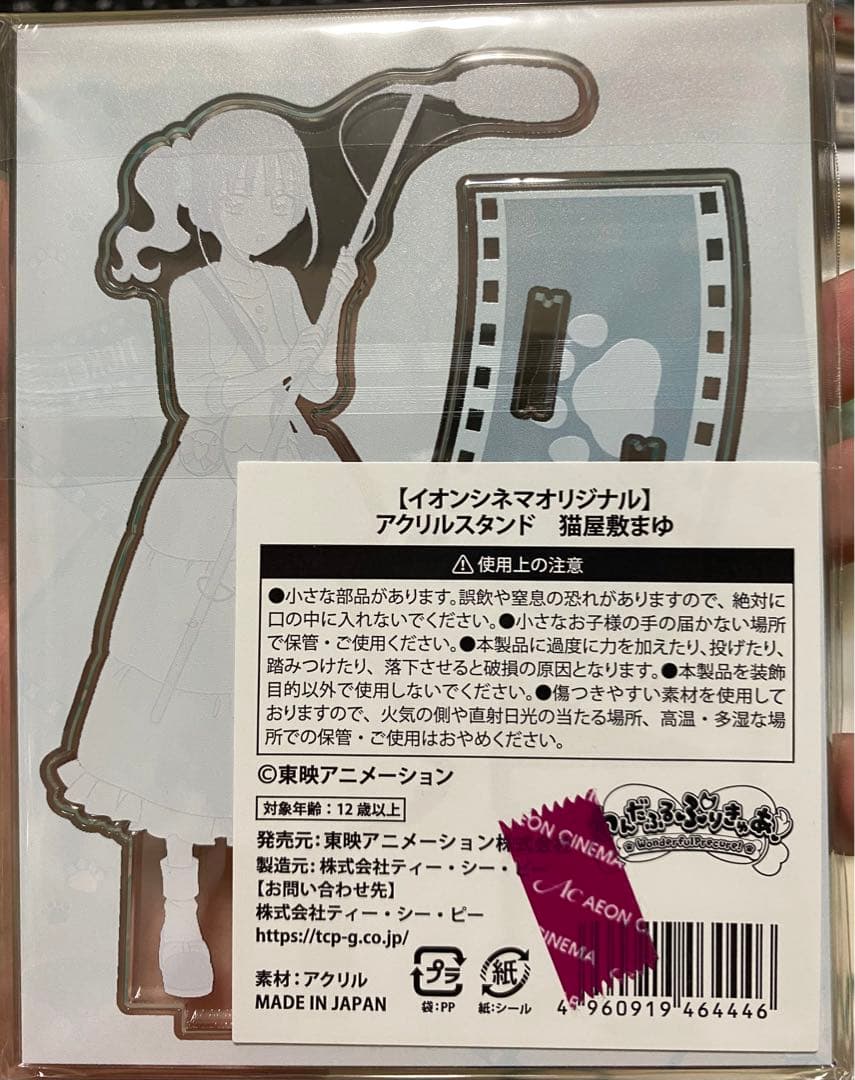 【イオンシネマオリジナル】
アクリルスタンド 猫屋敷まゆ
⚠使用上の注意
●小さな部品があります。誤飲や窒息の恐れがありますので、絶対に
口の中に入れないでください。●小さなお子様の手の届かない場所
で保管・ご使用ください。●本製品に過度に力を加えたり、投げたり、
踏みつけたり、落下させると破損の原因となります。●本製品を装飾
目的以外で使用しないでください。●傷つきやすい素材を使用して
おりますので、火気の側や直射日光の当たる場所、高温・多湿な場
所での保管・ご使用はおやめください。
©東映アニメーション
対象年齢：12歳以上
発売元：東映アニメーション株
製造元：株式会社ティー・シー・ピー
【お問い合わせ先】
株式会社ティー・シー・ピー
https://tcp-g.co.jp/
素材：アクリル
MADE IN JAPAN
プラ
袋：PP
紙
紙：シール
わんだふるぷりきゅあ！
Wonderful Precure!
AEON CINEMA
AC AEON C
CINEMA
4 960919 464446